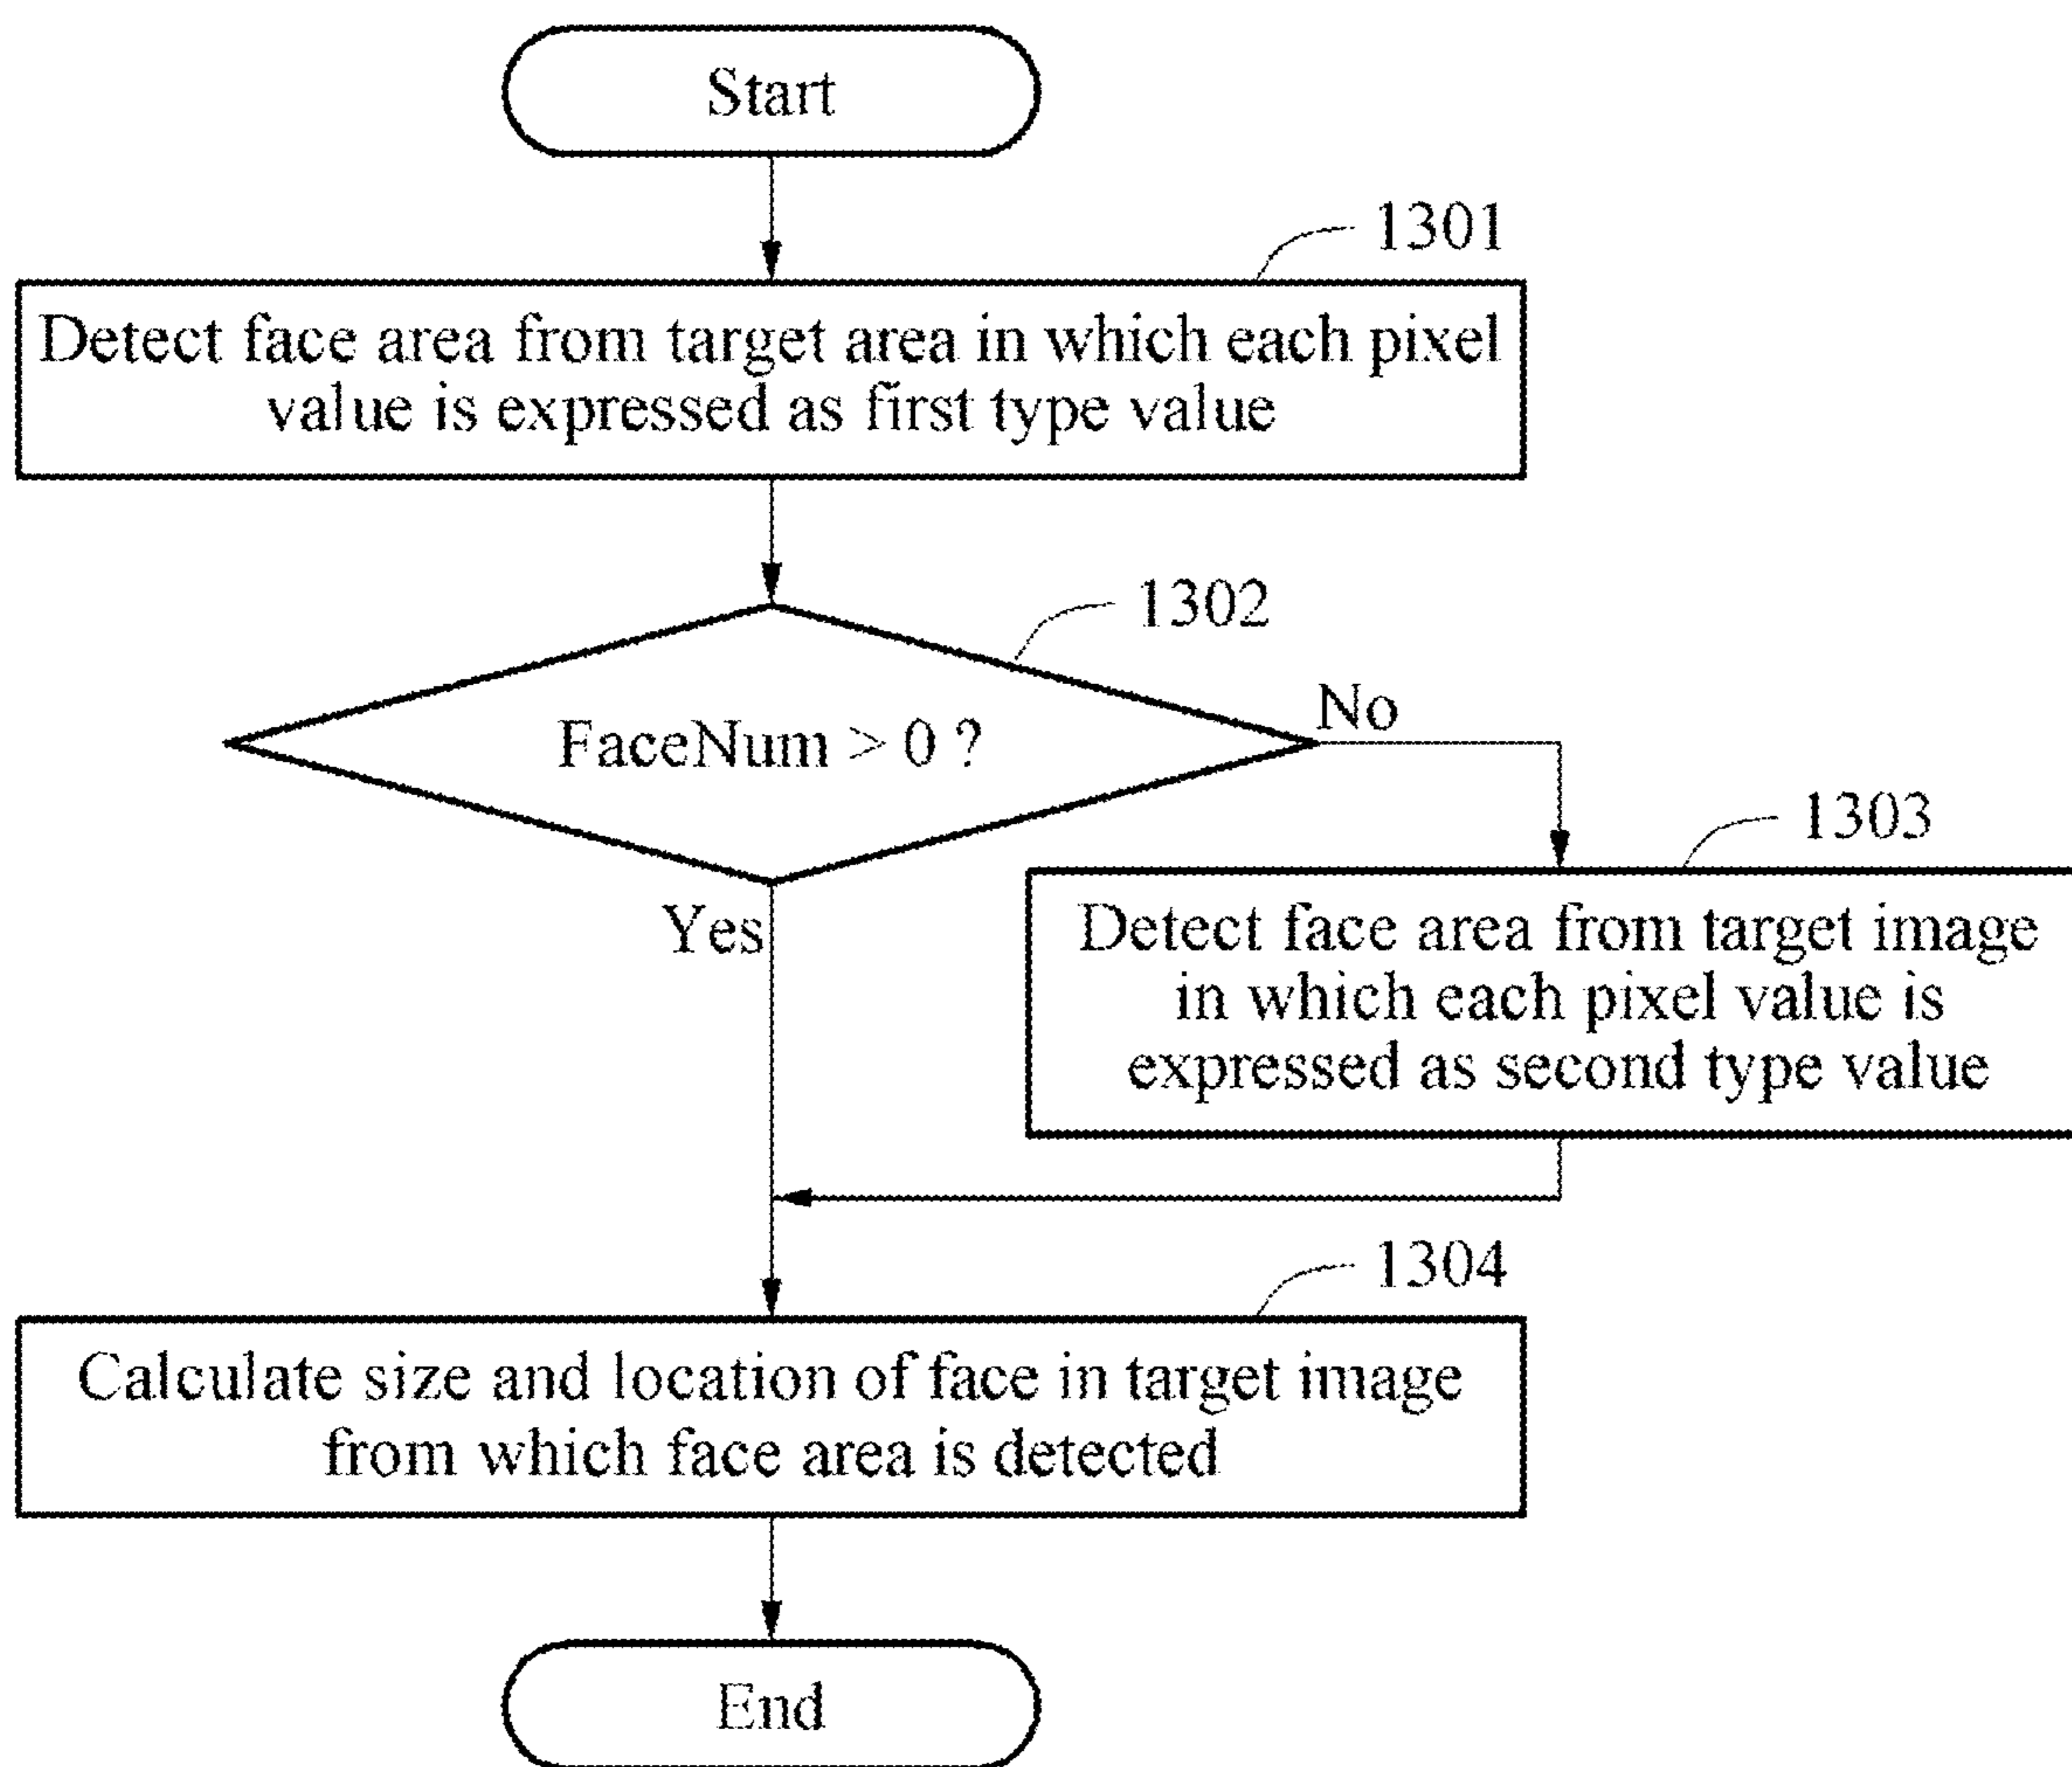 Start
1301
Detect face area from target area in which each pixel
value is expressed as first type value
1302
FaceNum > 0 ?
No
Yes
1303
Detect face area from target image
in which each pixel value is
expressed as second type value
1304
Calculate size and location of face in target image
from which face area is detected
End